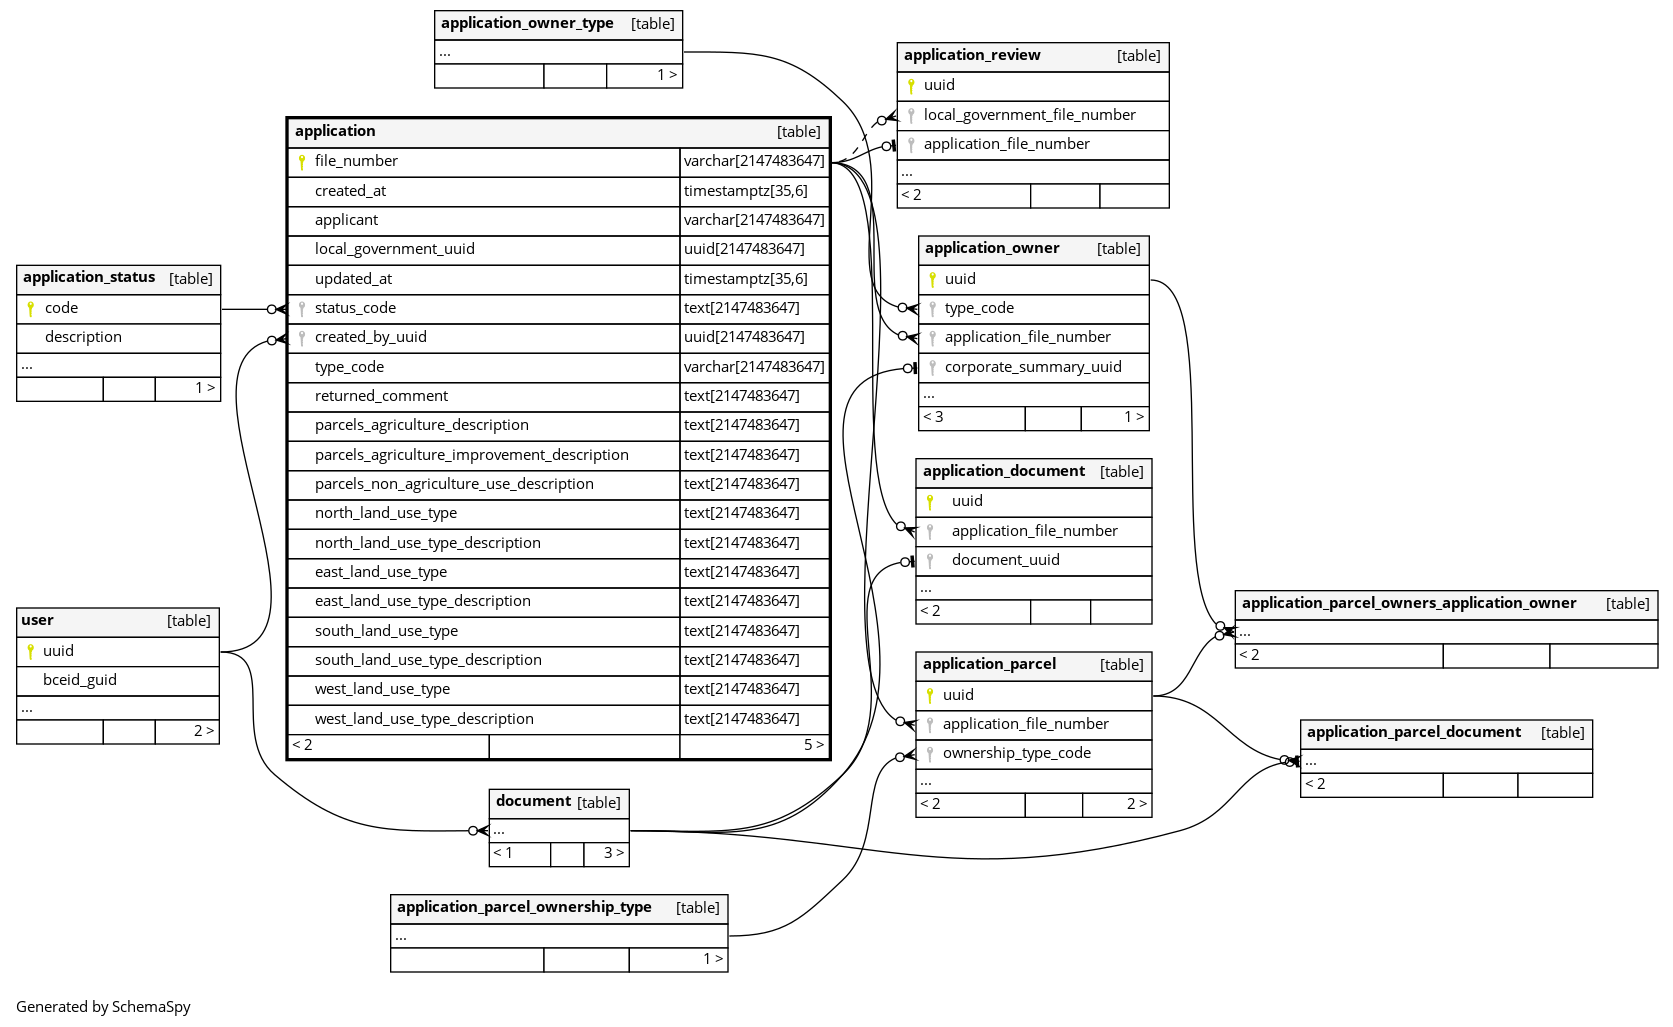 application_owner_type [table]
...
1 >
application [table]
file_number varchar[2147483647]
created_at timestamptz[35,6]
applicant varchar[2147483647]
local_government_uuid uuid[2147483647]
updated_at timestamptz[35,6]
status_code text[2147483647]
created_by_uuid uuid[2147483647]
type_code varchar[2147483647]
returned_comment text[2147483647]
parcels_agriculture_description text[2147483647]
parcels_agriculture_improvement_description text[2147483647]
parcels_non_agriculture_use_description text[2147483647]
north_land_use_type text[2147483647]
north_land_use_type_description text[2147483647]
east_land_use_type text[2147483647]
east_land_use_type_description text[2147483647]
south_land_use_type text[2147483647]
south_land_use_type_description text[2147483647]
west_land_use_type text[2147483647]
west_land_use_type_description text[2147483647]
< 2 5 >
application_status [table]
code
description
...
1 >
user [table]
uuid
bceid_guid
...
2 >
document [table]
...
< 1 3 >
application_parcel_ownership_type [table]
...
1 >
application_review [table]
uuid
local_government_file_number
application_file_number
...
< 2
application_owner [table]
uuid
type_code
application_file_number
corporate_summary_uuid
...
< 3 1 >
application_document [table]
uuid
application_file_number
document_uuid
...
< 2
application_parcel [table]
uuid
application_file_number
ownership_type_code
...
< 2 2 >
application_parcel_owners_application_owner [table]
...
< 2
application_parcel_document [table]
...
< 2
Generated by SchemaSpy